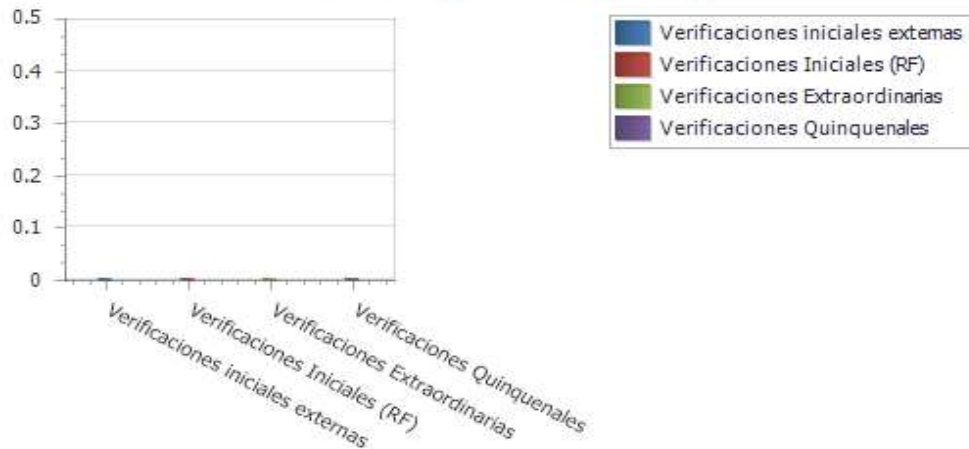 0.5
0.4
0.3
0.2
0.1
0
Verificaciones iniciales externas
Verificaciones Iniciales (RF)
Verificaciones Extraordinarias
Verificaciones Quinquenales
Verificaciones iniciales externas
Verificaciones Iniciales (RF)
Verificaciones Extraordinarias
Verificaciones Quinquenales